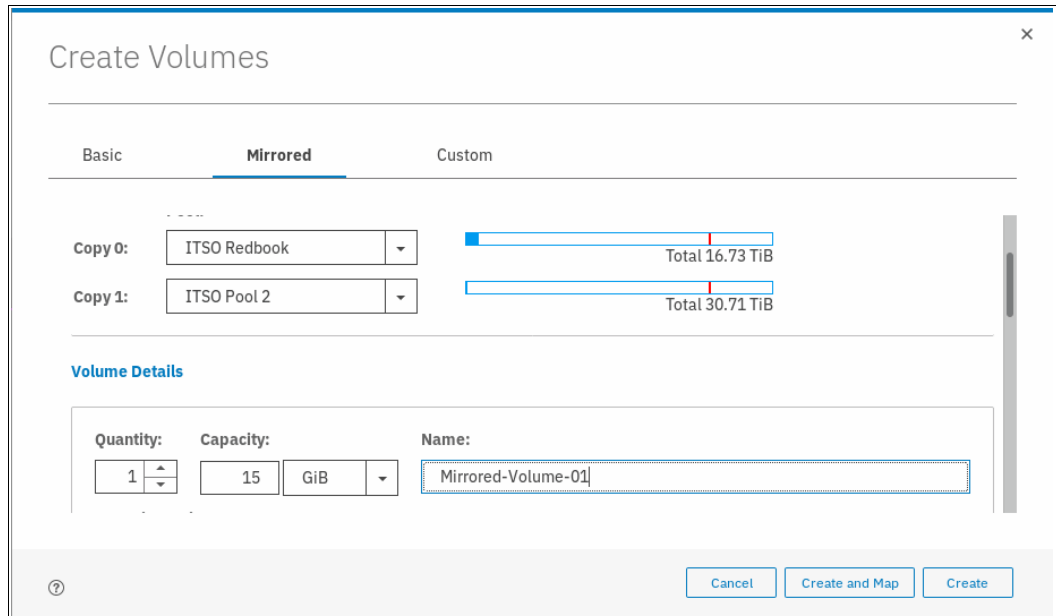 Create Volumes
Basic Mirrored Custom
Copy 0: ITSO Redbook
Total 16.73 TiB
Copy 1: ITSO Pool 2
Total 30.71 TiB
Volume Details
Quantity: Capacity: Name:
1 15 GiB Mirrored-Volume-01
Cancel Create and Map Create